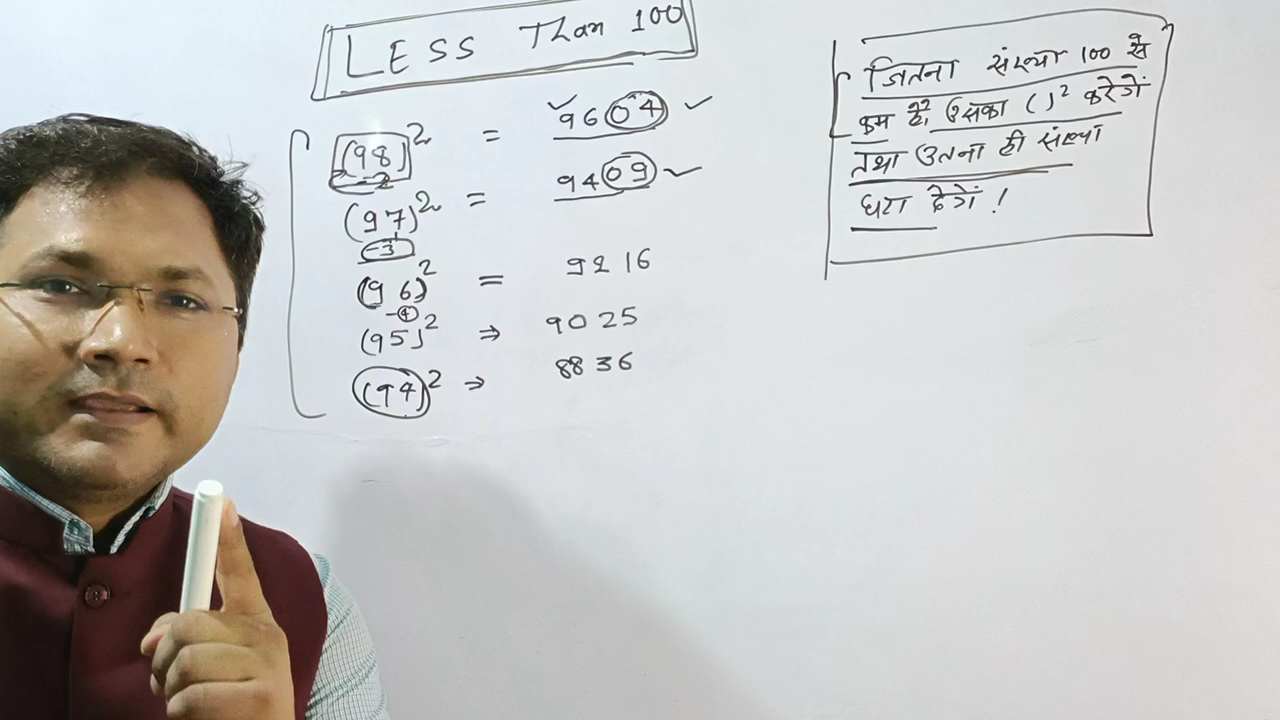 LESS Than 100
(98)² = 9604
-2
(97)² = 9409
-3
(96)² = 9216
-4
(95)² ⇒ 9025
(94)² ⇒ 8836
जितना संख्या 100 से
कम है, उसका ( )² करेगें
तथा उतना ही संख्या
घटा देगें !